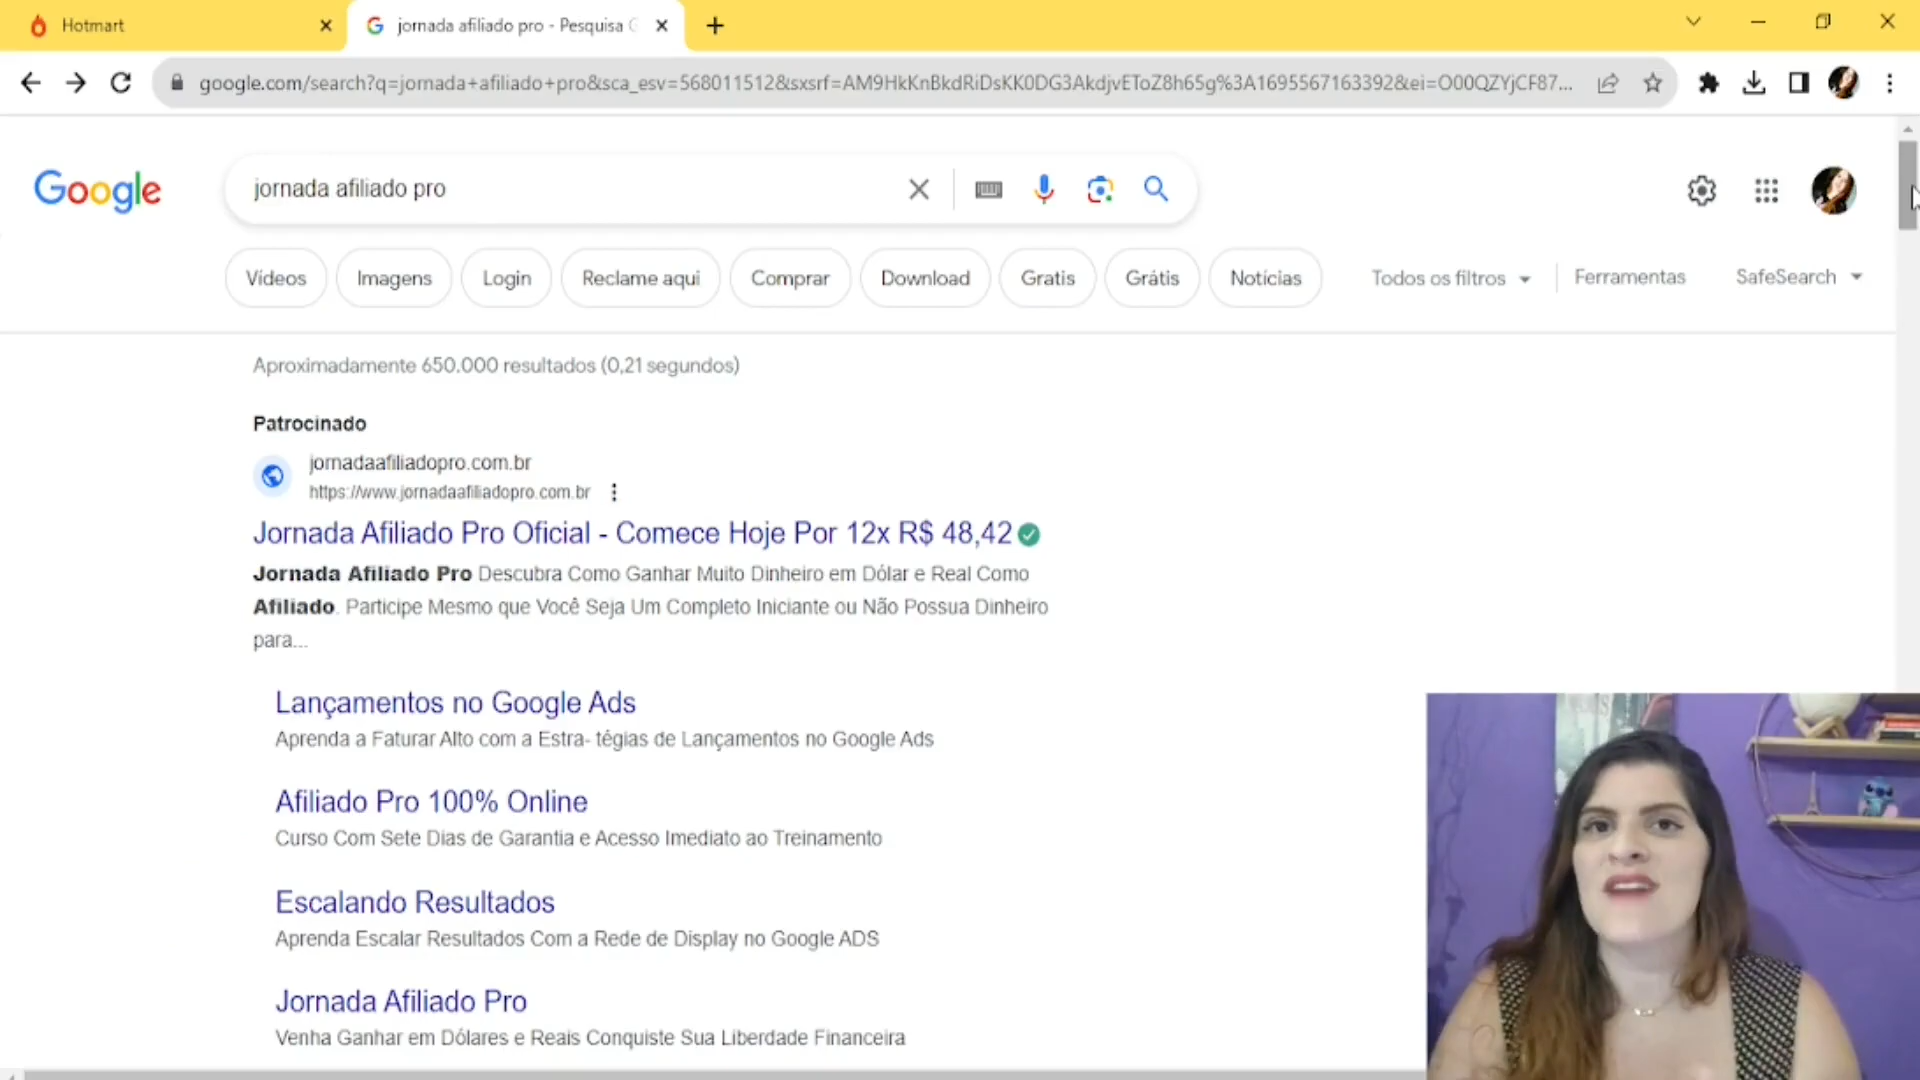 Hotmart
jornada afiliado pro - Pesquisa G
google.com/search?q=jornada+afiliado+pro&sca_esv=568011512&sxsrf=AM9HkKnBkdRiDsKK0DG3AkdjvEToZ8h65g%3A1695567163392&ei=O00QZYjCF87...
Google
jornada afiliado pro
Vídeos
Imagens
Login
Reclame aqui
Comprar
Download
Gratis
Grátis
Notícias
Todos os filtros
Ferramentas
SafeSearch
Aproximadamente 650.000 resultados (0,21 segundos)
Patrocinado
jornadaafiliadopro.com.br
https://www.jornadaafiliadopro.com.br
Jornada Afiliado Pro Oficial - Comece Hoje Por 12x R$ 48,42
Jornada Afiliado Pro Descubra Como Ganhar Muito Dinheiro em Dólar e Real Como
Afiliado. Participe Mesmo que Você Seja Um Completo Iniciante ou Não Possua Dinheiro
para...
Lançamentos no Google Ads
Aprenda a Faturar Alto com a Estra- tégias de Lançamentos no Google Ads
Afiliado Pro 100% Online
Curso Com Sete Dias de Garantia e Acesso Imediato ao Treinamento
Escalando Resultados
Aprenda Escalar Resultados Com a Rede de Display no Google ADS
Jornada Afiliado Pro
Venha Ganhar em Dólares e Reais Conquiste Sua Liberdade Financeira